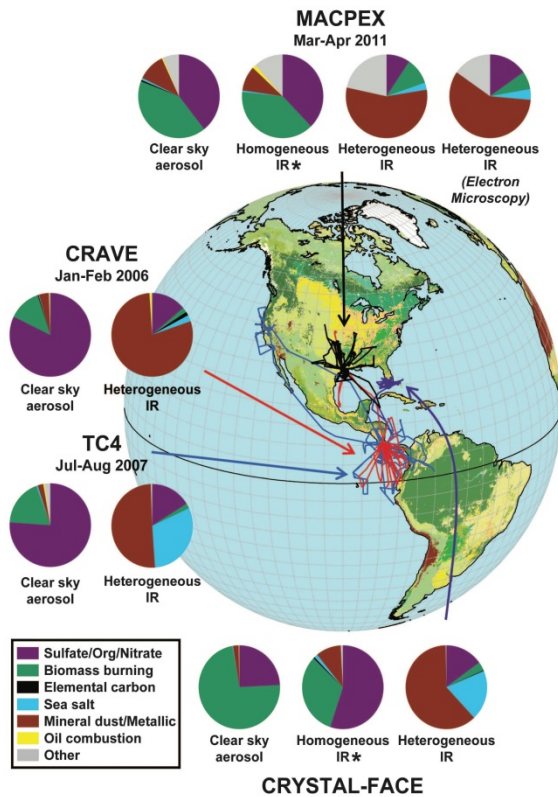 MACPEX
Mar-Apr 2011
Clear sky
aerosol
Homogeneous
IR*
Heterogeneous
IR
Heterogeneous
IR
(Electron
Microscopy)
CRAVE
Jan-Feb 2006
Clear sky
aerosol
Heterogeneous
IR
TC4
Jul-Aug 2007
Clear sky
aerosol
Heterogeneous
IR
Sulfate/Org/Nitrate
Biomass burning
Elemental carbon
Sea salt
Mineral dust/Metallic
Oil combustion
Other
Clear sky
aerosol
Homogeneous
IR*
Heterogeneous
IR
CRYSTAL-FACE